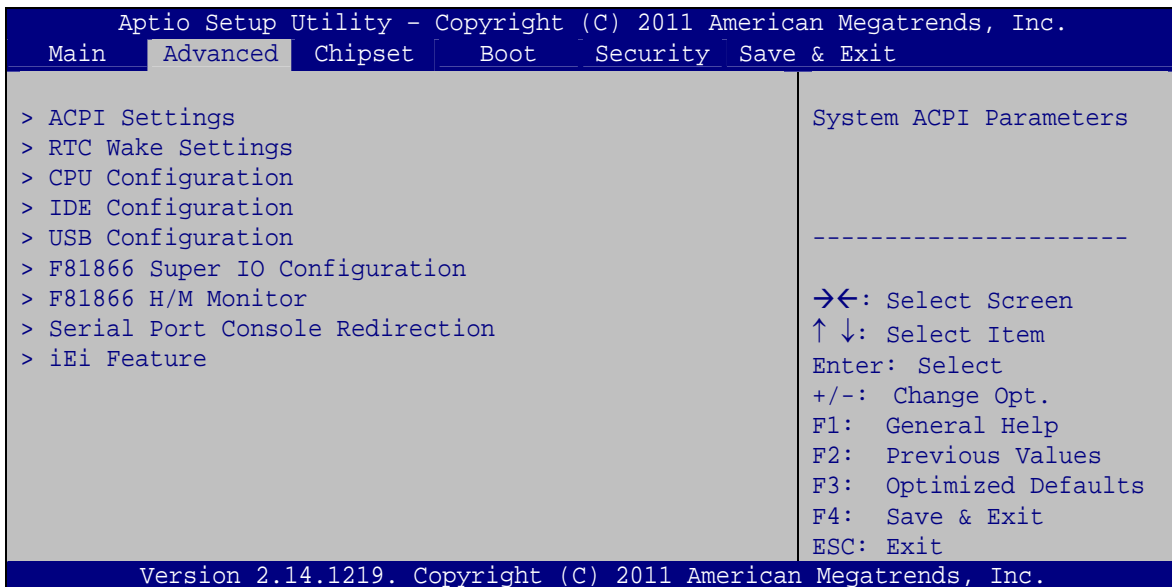 Aptio Setup Utility – Copyright (C) 2011 American Megatrends, Inc.
Main Advanced Chipset Boot Security Save & Exit
> ACPI Settings
> RTC Wake Settings
> CPU Configuration
> IDE Configuration
> USB Configuration
> F81866 Super IO Configuration
> F81866 H/M Monitor
> Serial Port Console Redirection
> iEi Feature
System ACPI Parameters
----------------------
→←: Select Screen
↑ ↓: Select Item
Enter: Select
+/-: Change Opt.
F1: General Help
F2: Previous Values
F3: Optimized Defaults
F4: Save & Exit
ESC: Exit
Version 2.14.1219. Copyright (C) 2011 American Megatrends, Inc.